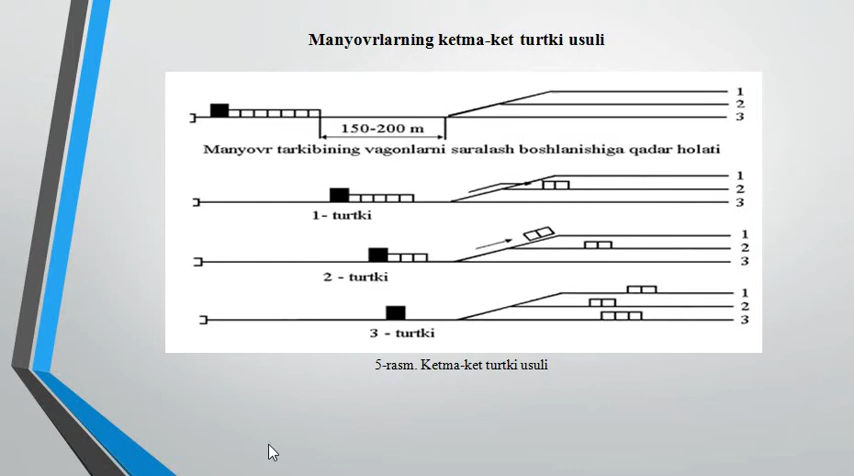 Manyovrlarning ketma-ket turtki usuli
1
2
3
150-200 m
Manyovr tarkibining vagonlarni saralash boshlanishiga qadar holati
1
2
3
1- turtki
1
2
3
2 - turtki
1
2
3
3 - turtki
5-rasm. Ketma-ket turtki usuli